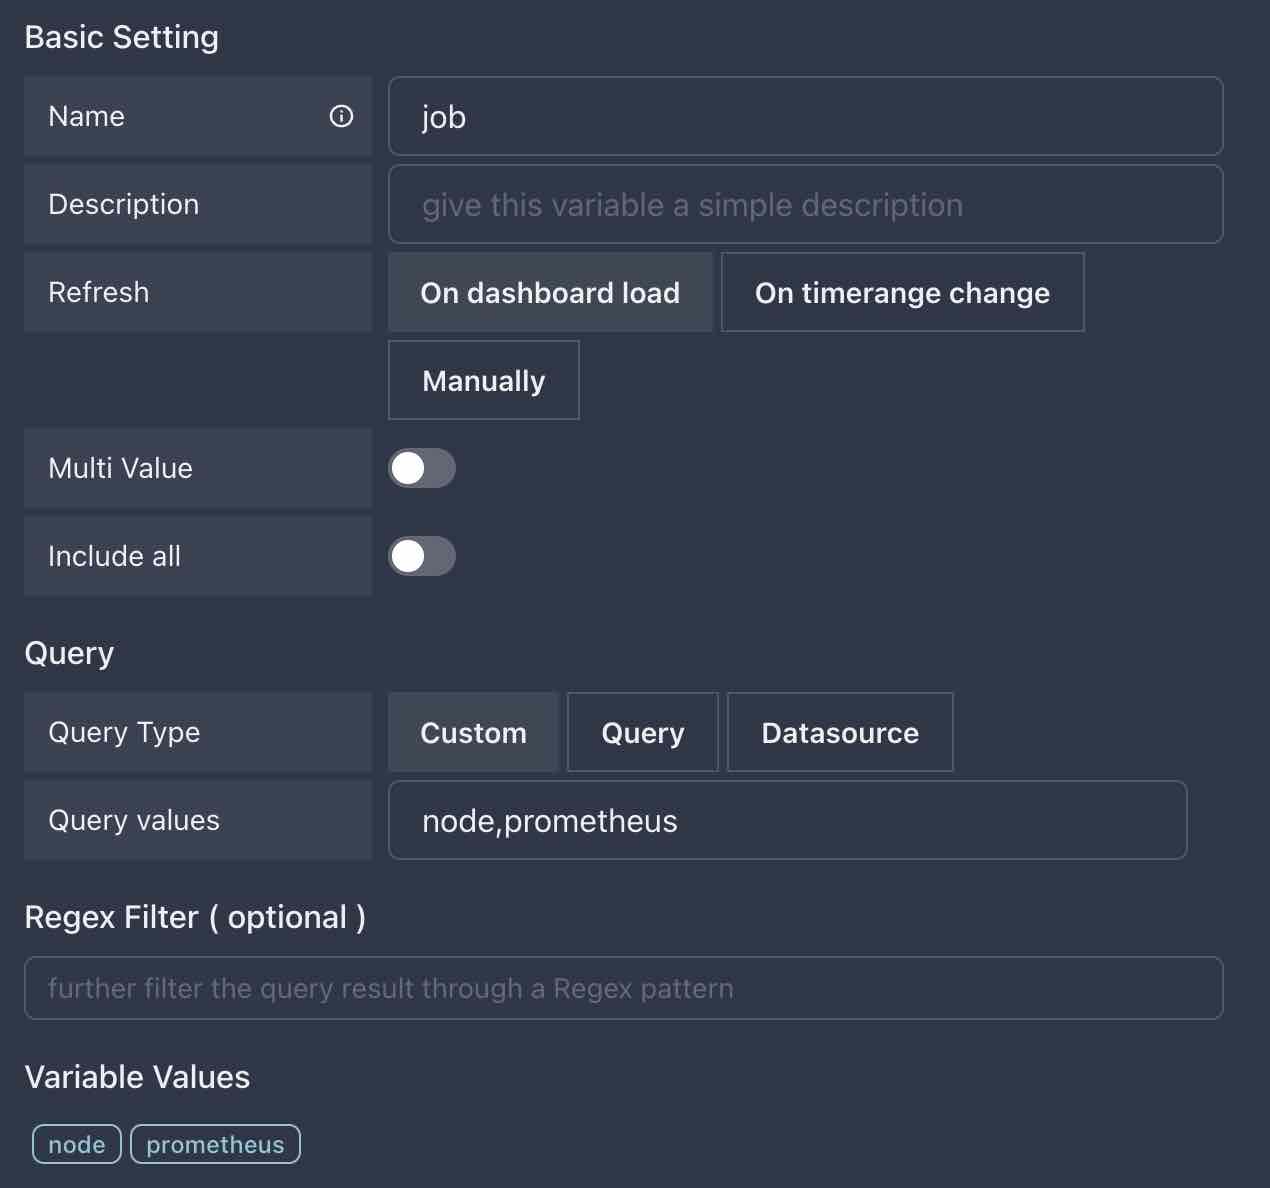 Basic Setting
Name job
Description give this variable a simple description
Refresh On dashboard load On timerange change
Manually
Multi Value
Include all
Query
Query Type Custom Query Datasource
Query values node,prometheus
Regex Filter ( optional )
further filter the query result through a Regex pattern
Variable Values
node prometheus